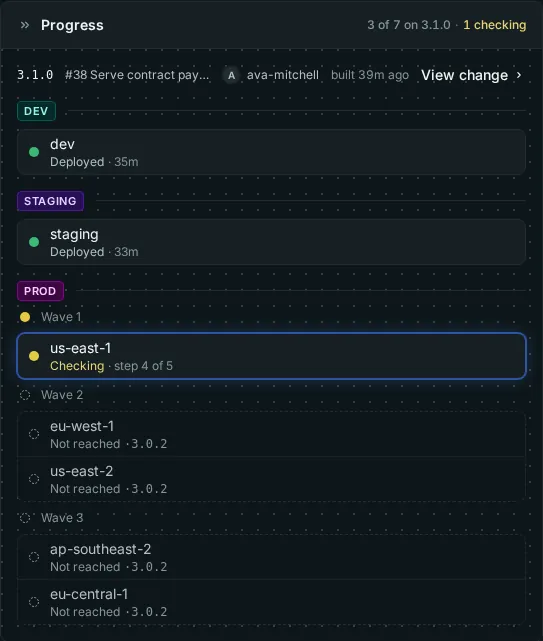 » Progress 3 of 7 on 3.1.0 · 1 checking
3.1.0 #38 Serve contract pay... A ava-mitchell built 39m ago View change ›
DEV
dev
Deployed · 35m
STAGING
staging
Deployed · 33m
PROD
Wave 1
us-east-1
Checking · step 4 of 5
Wave 2
eu-west-1
Not reached ·3.0.2
us-east-2
Not reached ·3.0.2
Wave 3
ap-southeast-2
Not reached ·3.0.2
eu-central-1
Not reached ·3.0.2